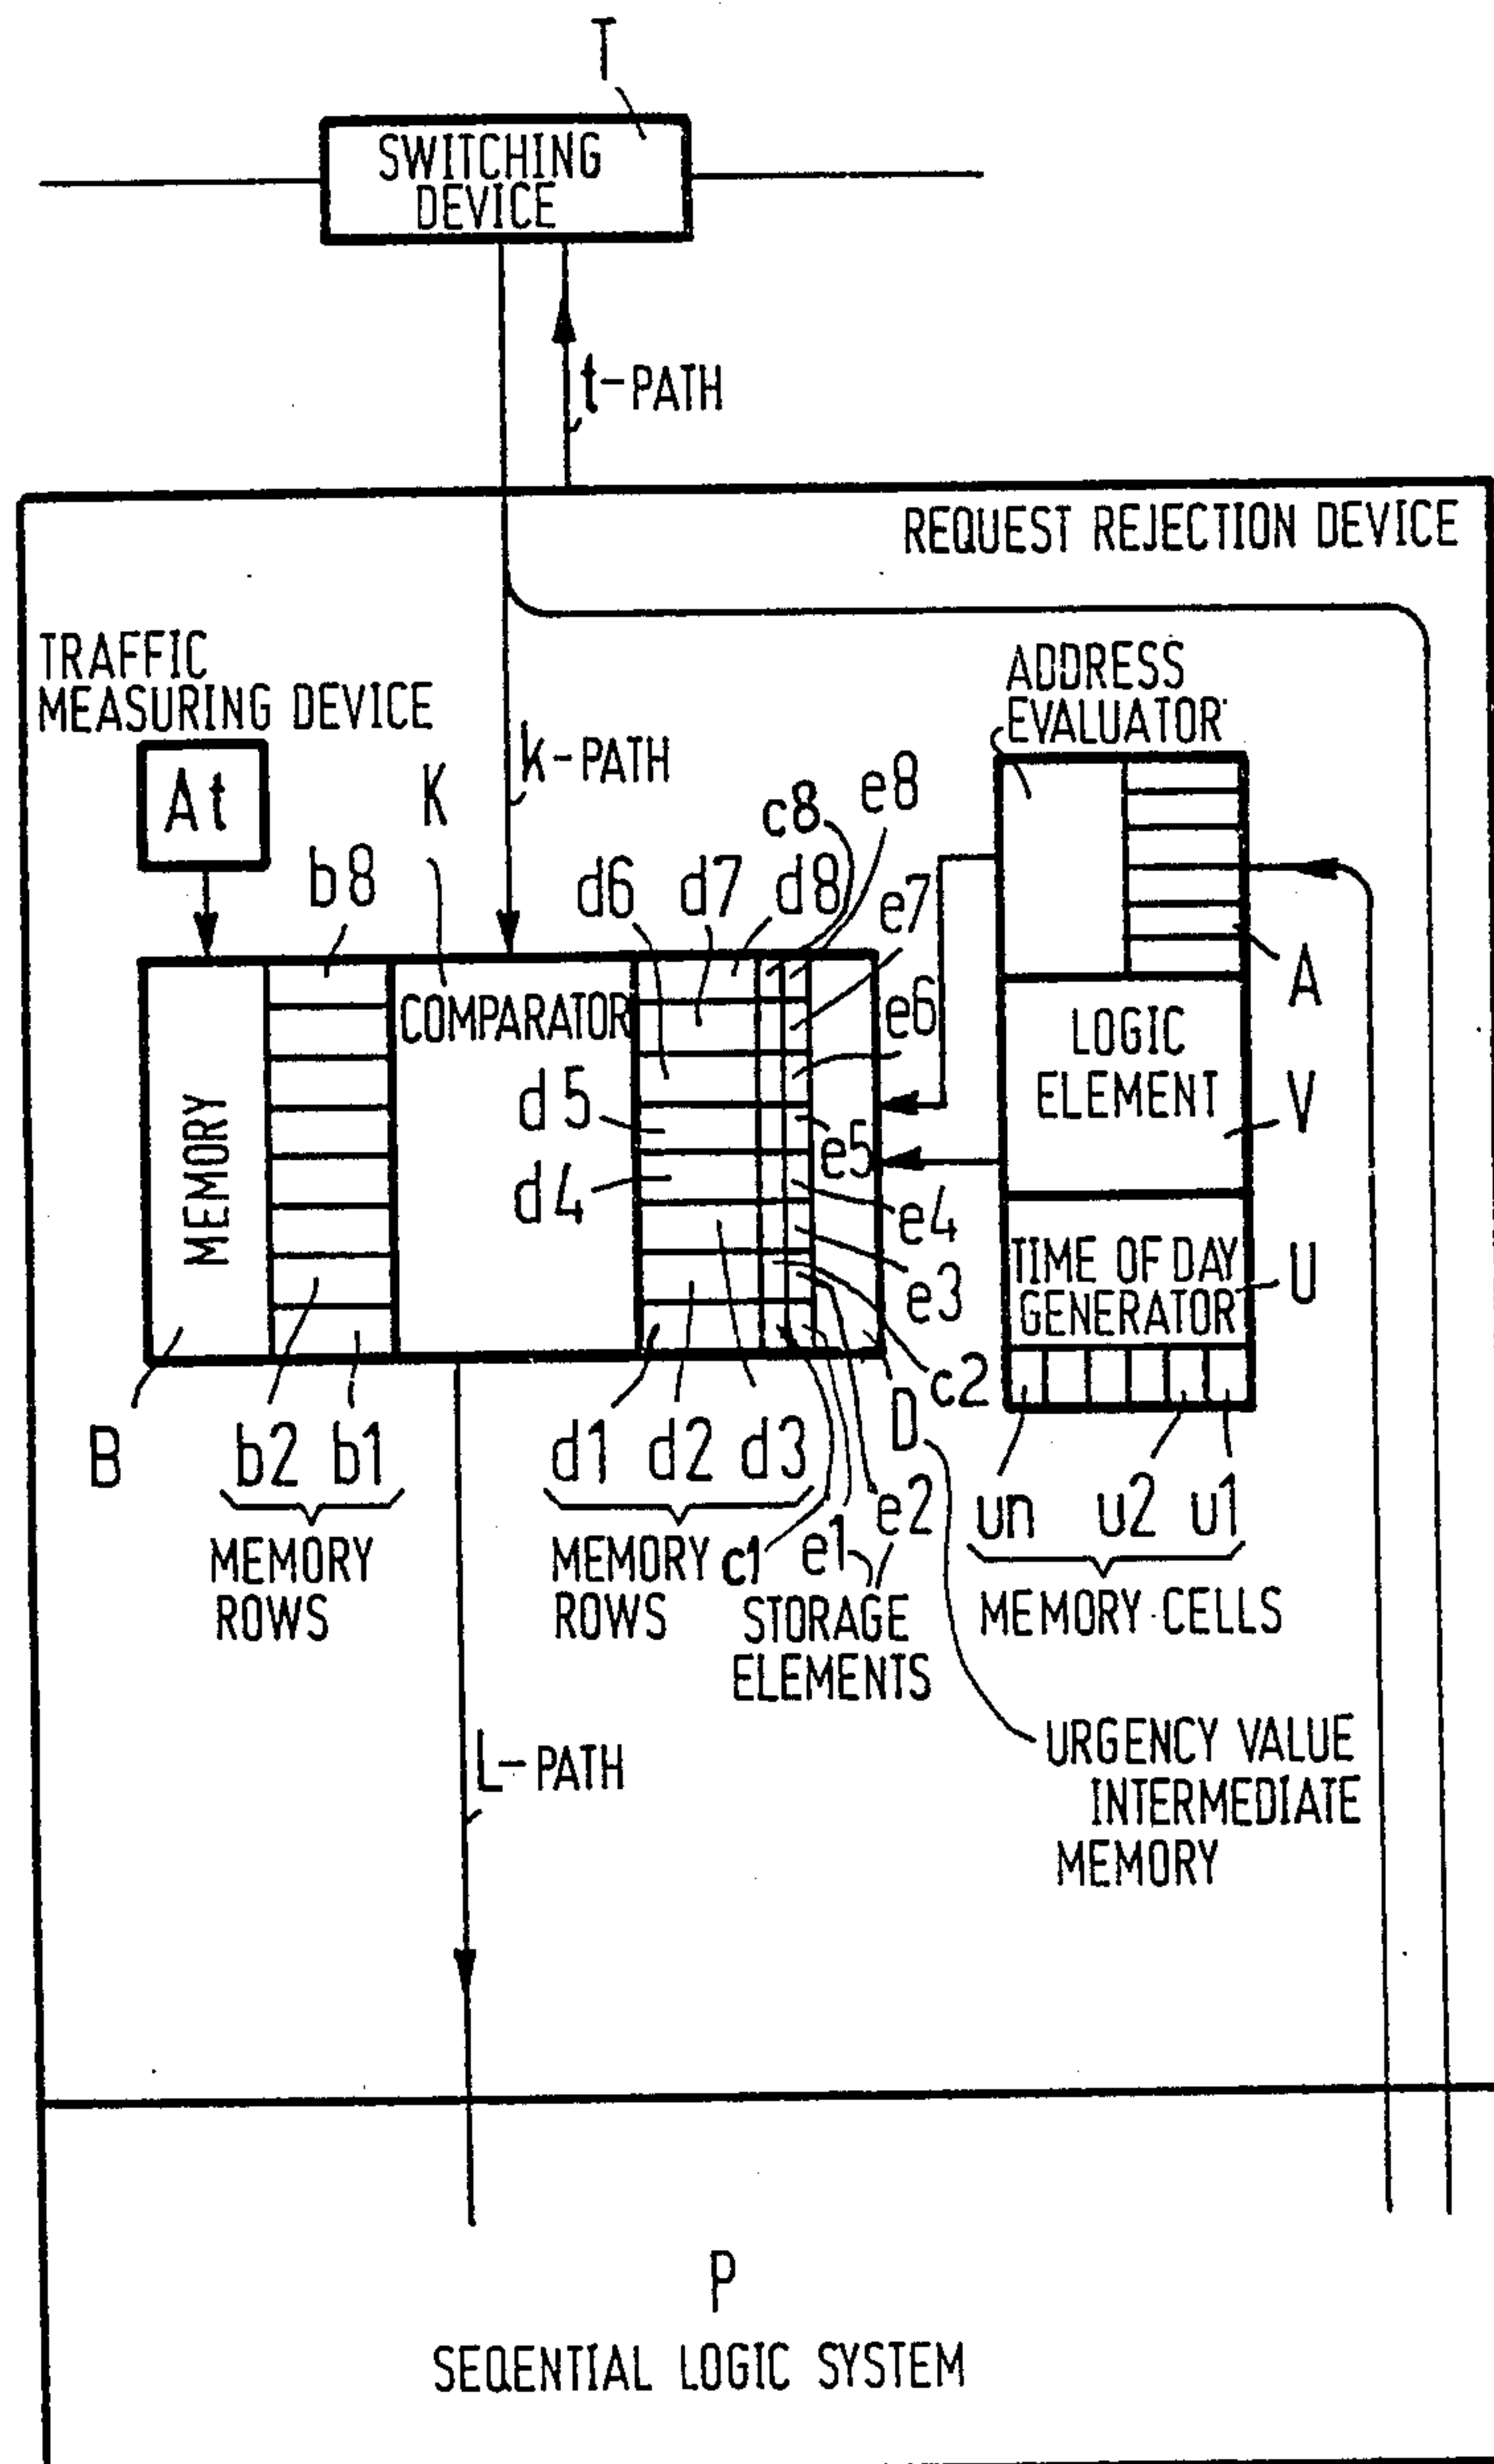 T
SWITCHING
DEVICE
t-PATH
REQUEST REJECTION DEVICE
TRAFFIC
MEASURING DEVICE
ADDRESS
EVALUATOR
At
K
k-PATH
c8
e8
b8
d6
d7
d8
e7
A
COMPARATOR
e6
LOGIC
ELEMENT
V
MEMORY
d5
e5
d4
e4
TIME OF DAY
GENERATOR
U
e3
c2
B
b2
b1
d1
d2
d3
D
e2
un
u2
u1
MEMORY
ROWS
MEMORY
ROWS
c1
e1
STORAGE
ELEMENTS
MEMORY CELLS
L-PATH
URGENCY VALUE
INTERMEDIATE
MEMORY
P
SEQENTIAL LOGIC SYSTEM